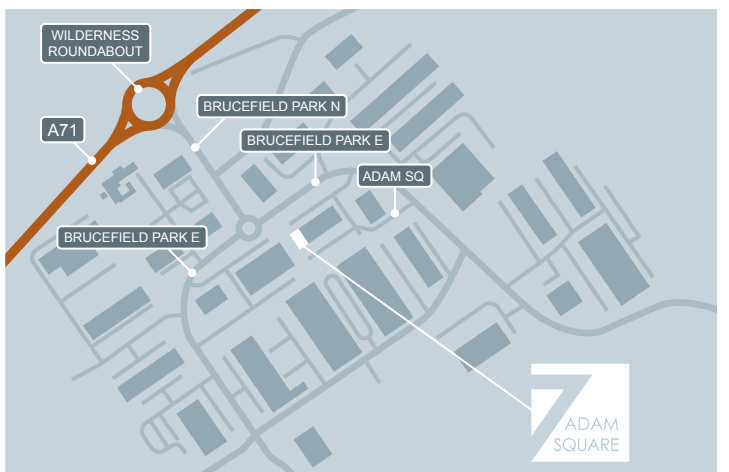 WILDERNESS
ROUNDABOUT
BRUCEFIELD PARK N
A71
BRUCEFIELD PARK E
ADAM SQ
BRUCEFIELD PARK E
7
ADAM
SQUARE